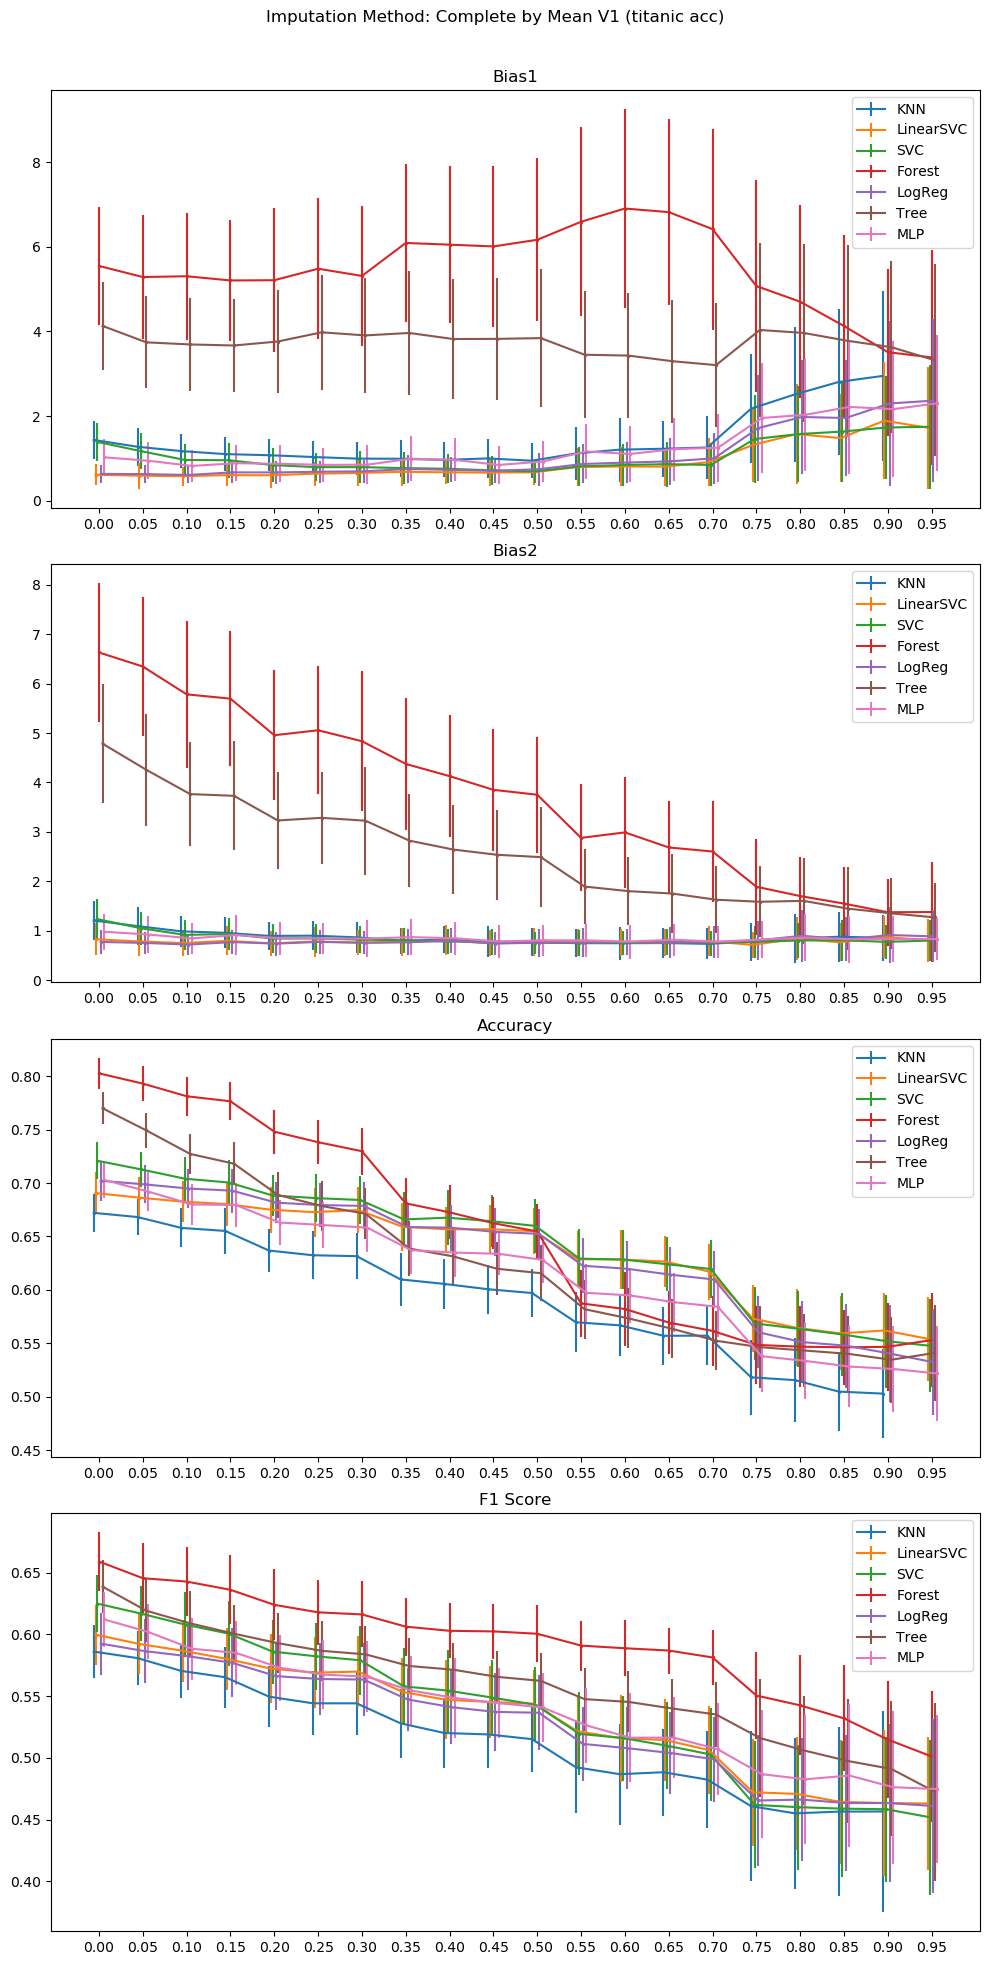 Imputation Method: Complete by Mean V1 (titanic acc)
Bias1
8
6
4
2
0
KNN
LinearSVC
SVC
Forest
LogReg
Tree
MLP
0.00 0.05 0.10 0.15 0.20 0.25 0.30 0.35 0.40 0.45 0.50 0.55 0.60 0.65 0.70 0.75 0.80 0.85 0.90 0.95
Bias2
8
7
6
5
4
3
2
1
0
KNN
LinearSVC
SVC
Forest
LogReg
Tree
MLP
0.00 0.05 0.10 0.15 0.20 0.25 0.30 0.35 0.40 0.45 0.50 0.55 0.60 0.65 0.70 0.75 0.80 0.85 0.90 0.95
Accuracy
0.80
0.75
0.70
0.65
0.60
0.55
0.50
0.45
KNN
LinearSVC
SVC
Forest
LogReg
Tree
MLP
0.00 0.05 0.10 0.15 0.20 0.25 0.30 0.35 0.40 0.45 0.50 0.55 0.60 0.65 0.70 0.75 0.80 0.85 0.90 0.95
F1 Score
0.65
0.60
0.55
0.50
0.45
0.40
KNN
LinearSVC
SVC
Forest
LogReg
Tree
MLP
0.00 0.05 0.10 0.15 0.20 0.25 0.30 0.35 0.40 0.45 0.50 0.55 0.60 0.65 0.70 0.75 0.80 0.85 0.90 0.95